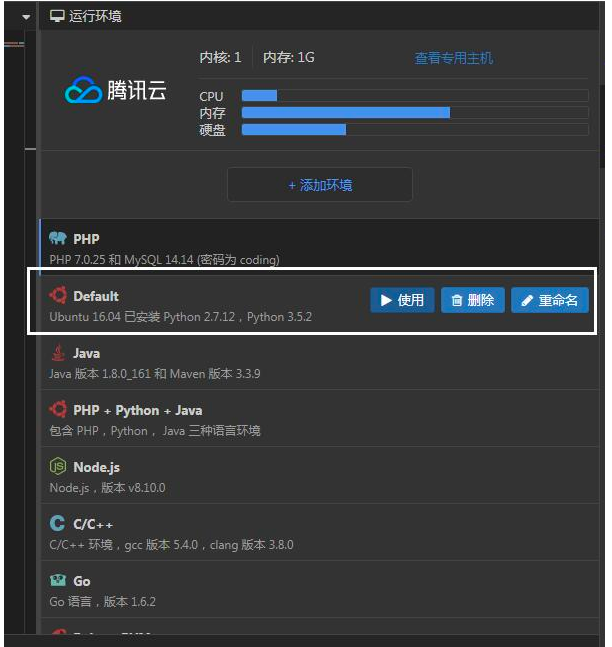 运行环境
内核: 1 内存: 1G 查看专用主机
腾讯云
CPU
内存
硬盘
+ 添加环境
PHP
PHP 7.0.25 和 MySQL 14.14 (密码为 coding)
Default
Ubuntu 16.04 已安装 Python 2.7.12，Python 3.5.2
使用 删除 重命名
Java
Java 版本 1.8.0_161 和 Maven 版本 3.3.9
PHP + Python + Java
包含 PHP，Python， Java 三种语言环境
Node.js
Node.js，版本 v8.10.0
C/C++
C/C++ 环境，gcc 版本 5.4.0，clang 版本 3.8.0
Go
Go 语言，版本 1.6.2